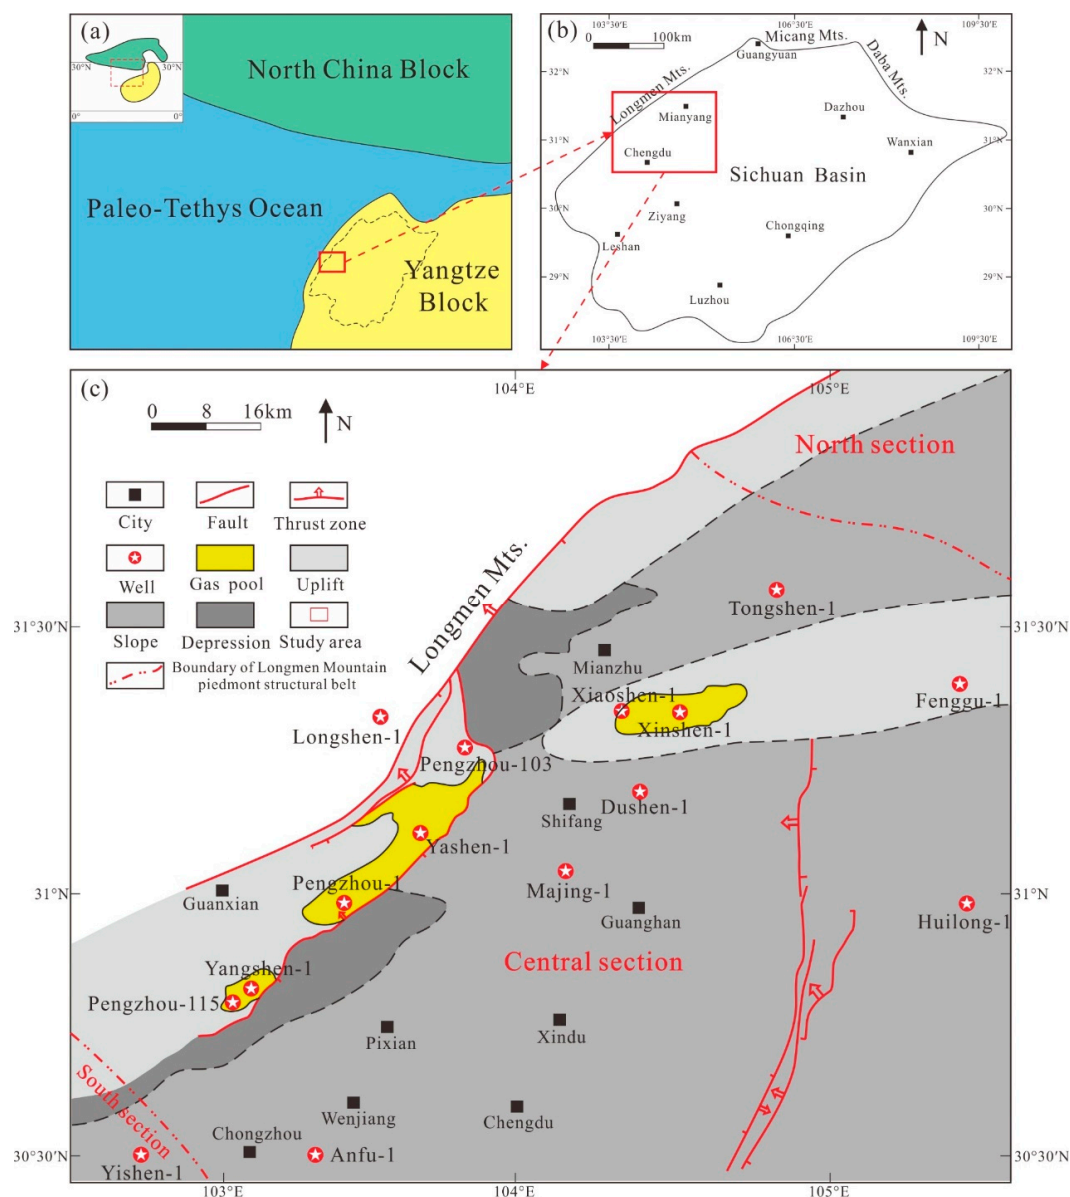 (a)
30°N
30°N
0°
0°
North China Block
Paleo-Tethys Ocean
Yangtze
Block
(b)
103°30'E
106°30'E
109°30'E
0
100km
N
Micang Mts.
Guangyuan
Daba Mts.
Longmen Mts.
32°N
32°N
Mianyang
Dazhou
31°N
31°N
Wanxian
Chengdu
Sichuan Basin
Ziyang
30°N
30°N
Chongqing
Leshan
29°N
29°N
Luzhou
103°30'E
106°30'E
109°30'E
(c)
104°E
105°E
0 8 16km
N
North section
City
Fault
Thrust zone
Well
Gas pool
Uplift
Slope
Depression
Study area
Boundary of Longmen Mountain
piedmont structural belt
Longmen Mts.
31°30'N
31°30'N
Tongshen-1
Mianzhu
Xiaoshen-1
Xinshen-1
Fenggu-1
Longshen-1
Pengzhou-103
Dushen-1
Shifang
Yashen-1
Majing-1
31°N
31°N
Pengzhou-1
Guanxian
Guanghan
Huilong-1
Central section
Yangshen-1
Pengzhou-115
Pixian
Xindu
South section
Wenjiang
Chengdu
Chongzhou
Anfu-1
Yishen-1
30°30'N
30°30'N
103°E
104°E
105°E